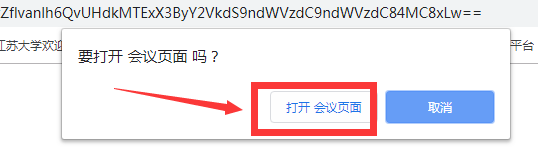 Zflvanlh6QvUHdkMTExX3ByY2VkdS9ndWVzdC9ndWVzdC84MC8xLw==
江苏大学欢迎
平台
要打开 会议页面 吗？
打开 会议页面
取消